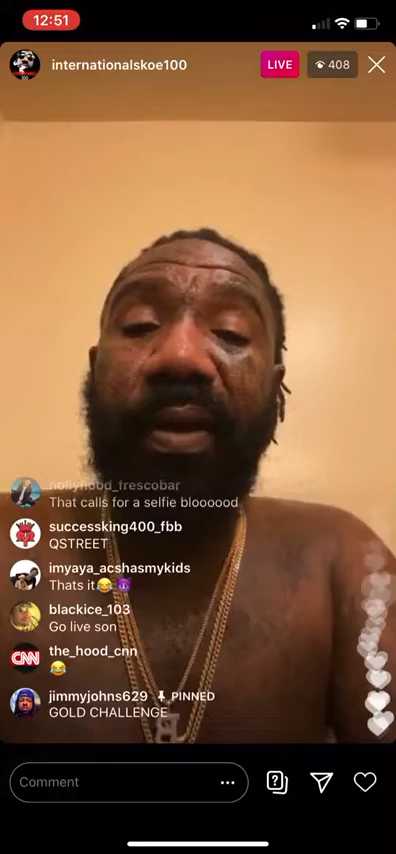 12:51
internationalskoe100
LIVE
408
hollyhood_frescobar
That calls for a selfie bloooood
successking400_fbb
QSTREET
imyaya_acshasmykids
Thats it😂😈
blackice_103
Go live son
CNN
the_hood_cnn
😂
jimmyjohns629 PINNED
GOLD CHALLENGE
Comment